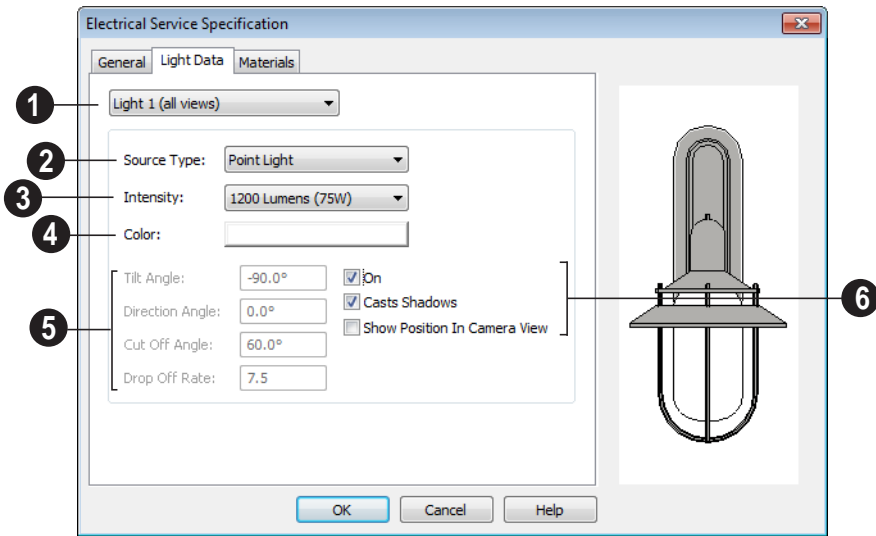 Electrical Service Specification
General Light Data Materials
1 Light 1 (all views)
2 Source Type: Point Light
3 Intensity: 1200 Lumens (75W)
4 Color:
5
Tilt Angle: -90.0° On
Direction Angle: 0.0° Casts Shadows
Cut Off Angle: 60.0° Show Position In Camera View
Drop Off Rate: 7.5
6
OK Cancel Help